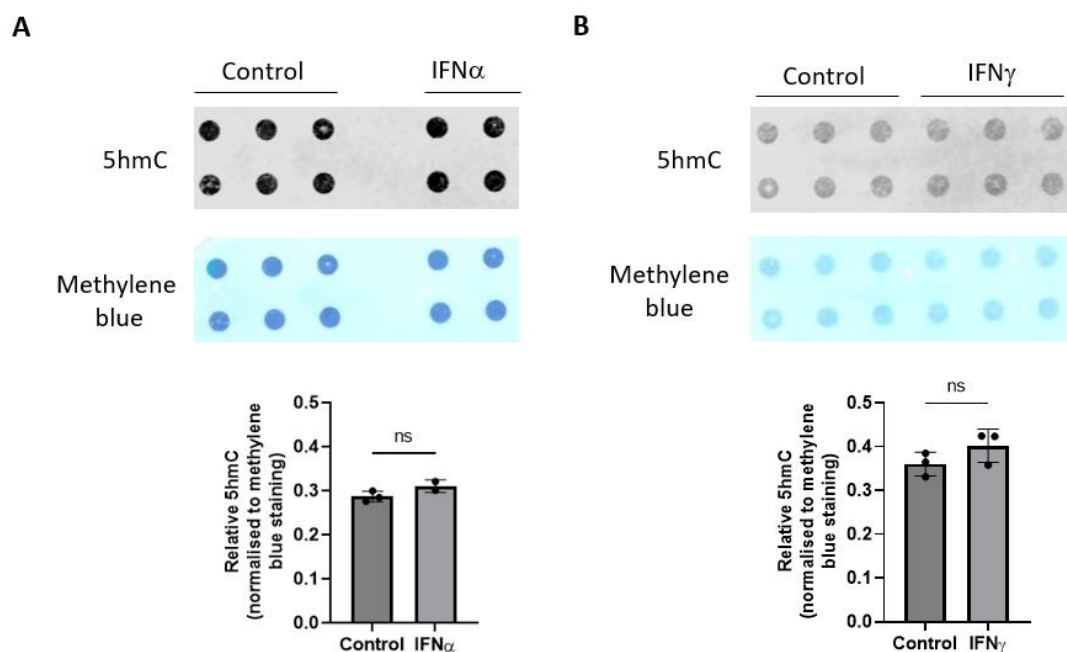 A
Control
IFNα
5hmC
Methylene
blue
Relative 5hmC
(normalised to methylene
blue staining)
0.5
0.4
0.3
0.2
0.1
0.0
ns
Control
IFNα
B
Control
IFNγ
5hmC
Methylene
blue
Relative 5hmC
(normalised to methylene
blue staining)
0.5
0.4
0.3
0.2
0.1
0.0
ns
Control
IFNγ